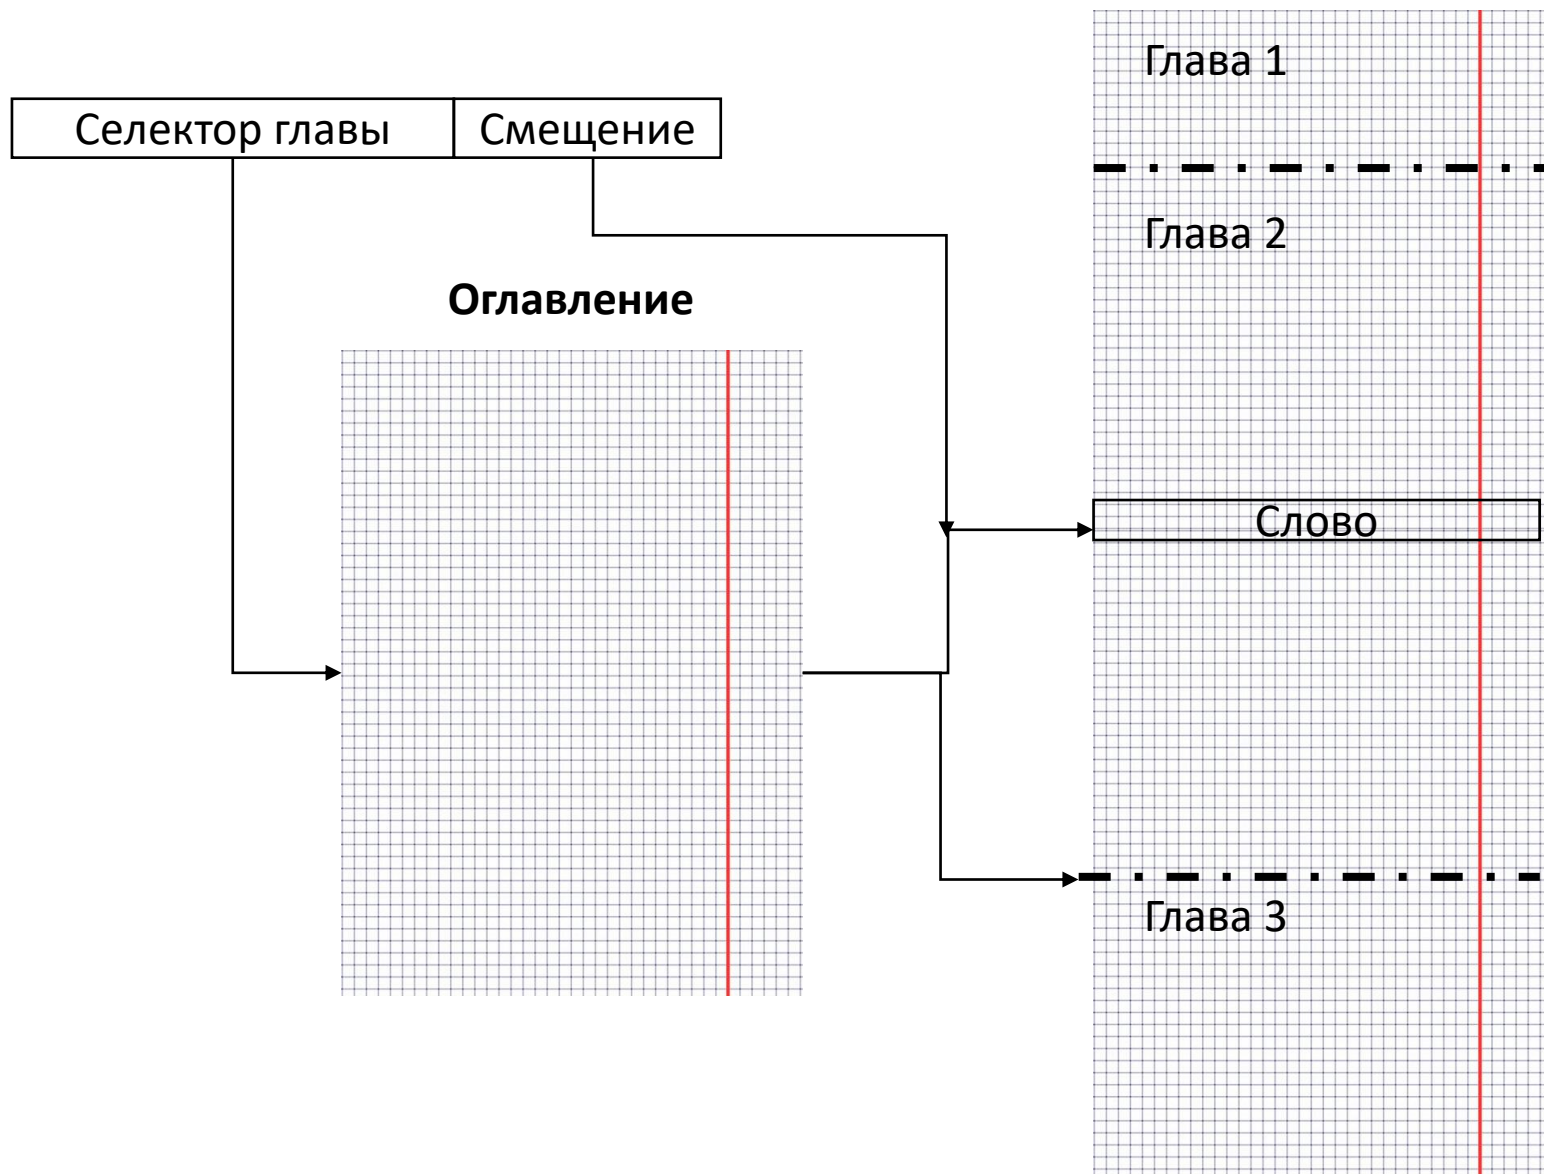 Глава 1
Селектор главы
Смещение
Глава 2
Оглавление
Слово
Глава 3